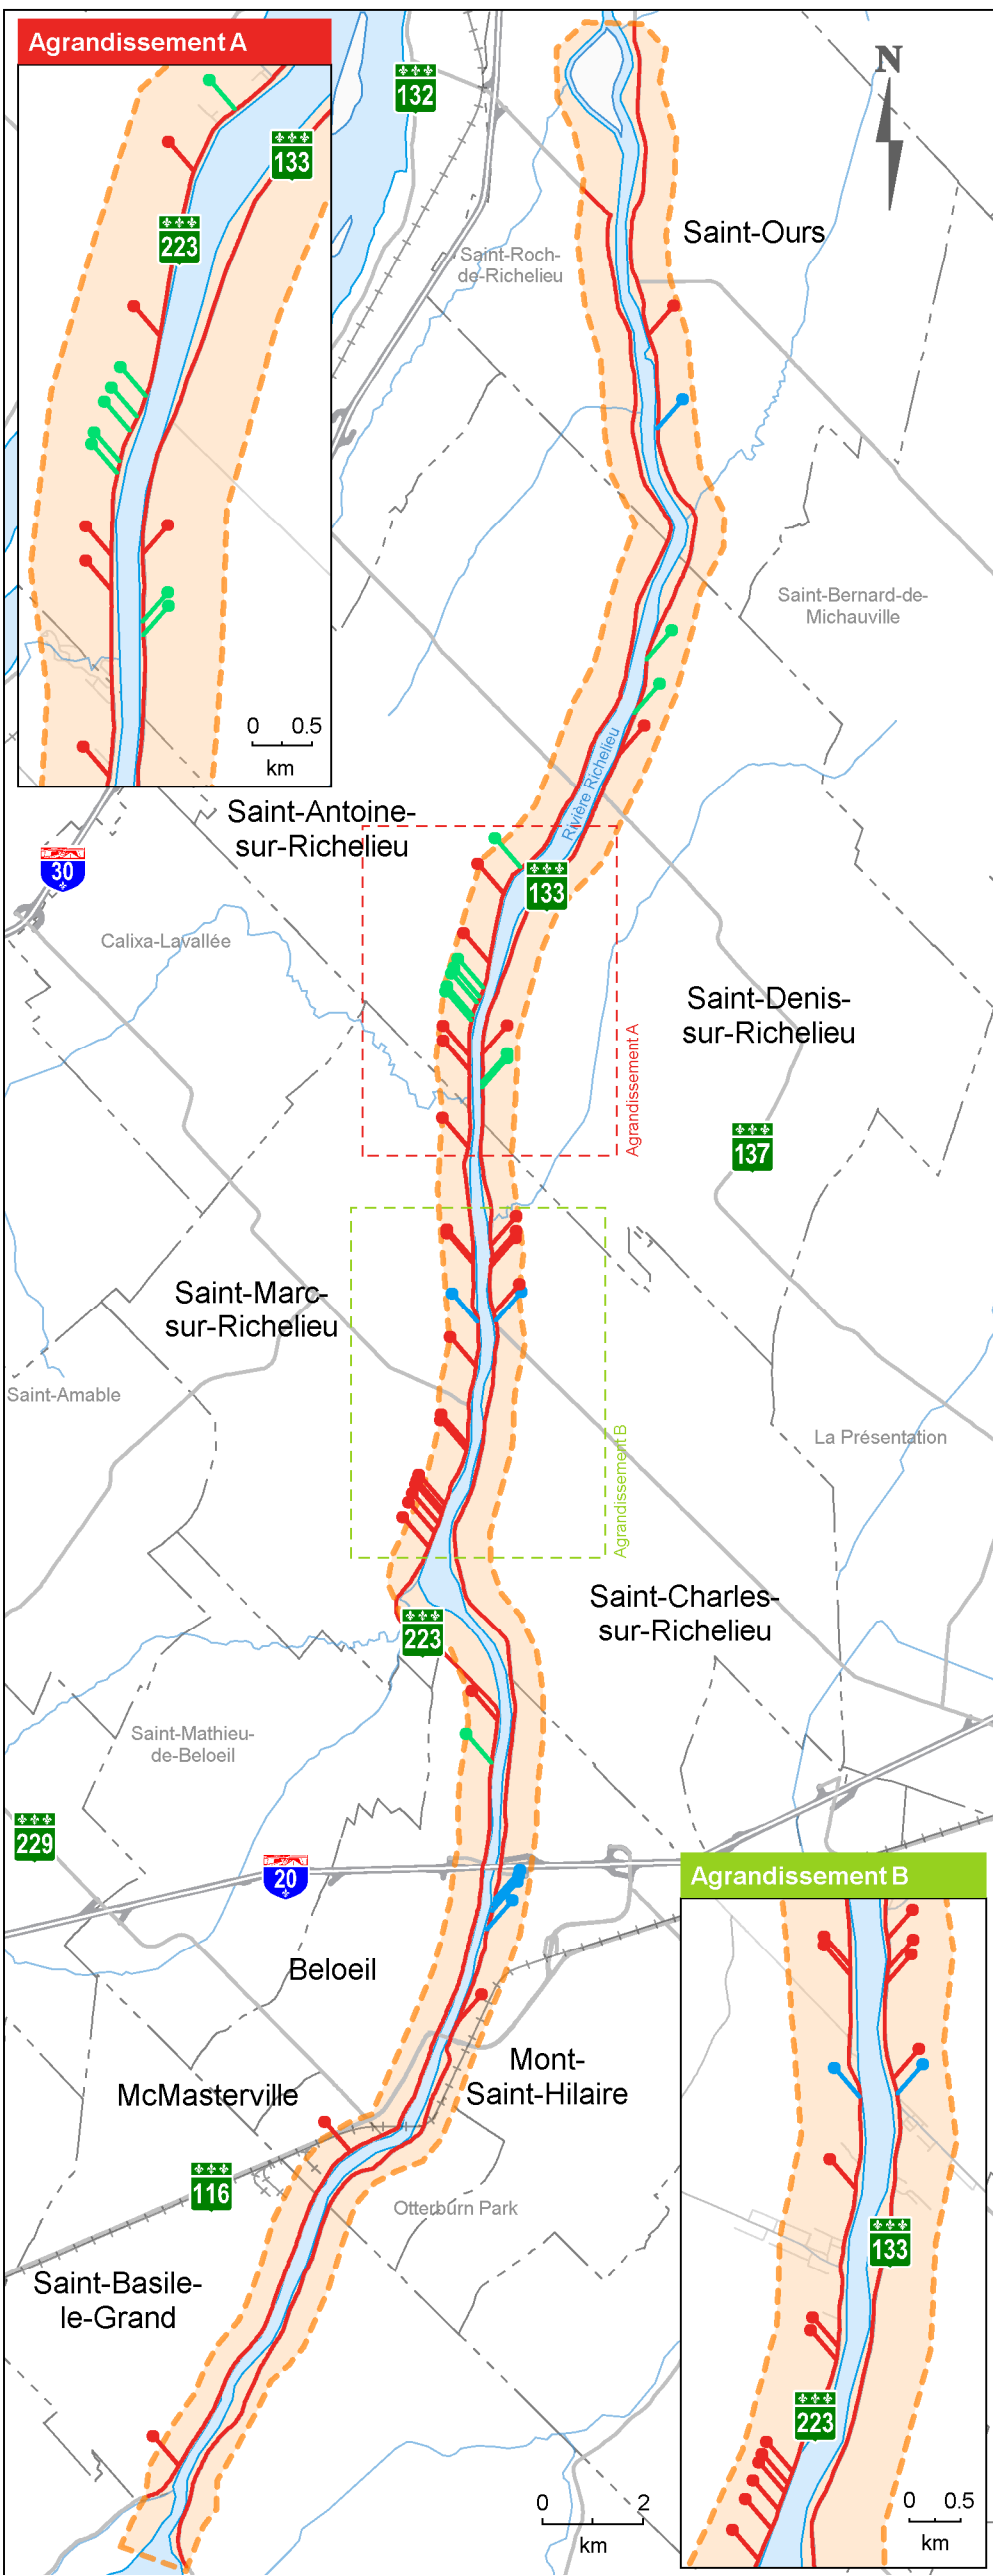 Agrandissement A
132
N
133
223
Saint-Ours
Saint-Roch-
de-Richelieu
Saint-Bernard-de-
Michauville
0 0.5
km
Rivière Richelieu
Saint-Antoine-
sur-Richelieu
30
133
Calixa-Lavallée
Saint-Denis-
sur-Richelieu
Agrandissement A
137
Saint-Marc-
sur-Richelieu
Saint-Amable
La Présentation
Agrandissement B
Saint-Charles-
sur-Richelieu
223
Saint-Mathieu-
de-Beloeil
229
20
Agrandissement B
Beloeil
Mont-
Saint-Hilaire
McMasterville
116
Otterburn Park
133
Saint-Basile-
le-Grand
223
0 2
km
0 0.5
km